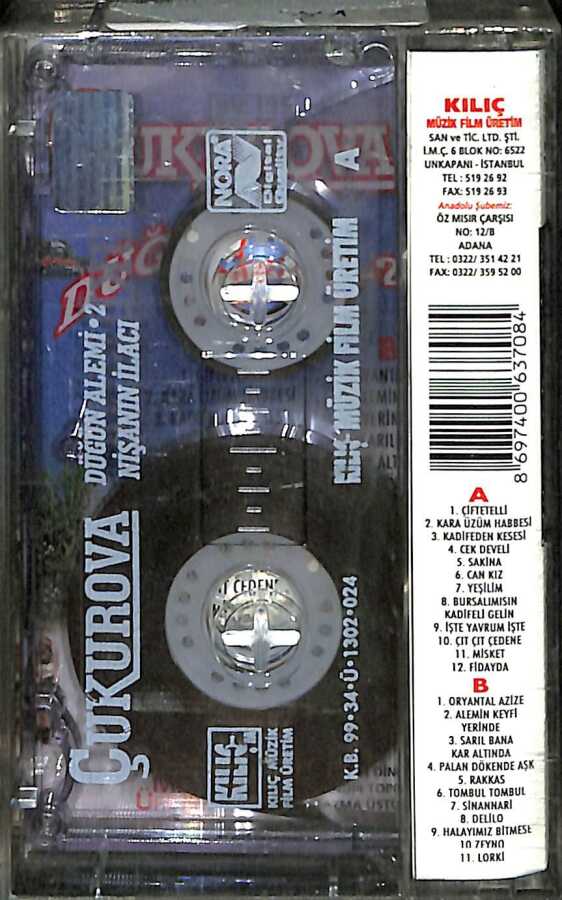 KILIÇ
MÜZİK FİLM ÜRETİM
SAN ve TİC. LTD. ŞTİ.
İ.M.Ç. 6 BLOK NO: 6522
UNKAPANI - İSTANBUL
TEL : 519 26 92
FAX: 519 26 93
Anadolu Şubemiz:
ÖZ MISIR ÇARŞISI
NO: 12/B
ADANA
TEL : 0322/ 351 42 21
FAX: 0322/ 359 52 00
8 697400 637084
A
1. ÇİFTETELLİ
2. KARA ÜZÜM HABBESİ
3. KADİFEDEN KESESİ
4. CEK DEVELİ
5. SAKİNA
6. CAN KIZ
7. YEŞİLİM
8. BURSALIMISIN
KADİFELİ GELİN
9. İŞTE YAVRUM İŞTE
10. ÇIT ÇIT ÇEDENE
11. MİSKET
12. FİDAYDA
B
1. ORYANTAL AZİZE
2. ALEMİN KEYFİ
YERİNDE
3. SARIL BANA
KAR ALTINDA
4. PALAN DÖKENDE AŞK
5. RAKKAS
6. TOMBUL TOMBUL
7. SİNANNARİ
8. DELİLO
9. HALAYIMIZ BİTMESE
10 ZEYNO
11. LORKİ
ÇUKUROVA
DÜĞÜN ALEMİ • 2
NİŞANIN İLACI
NORA
Digital
A
KILIÇ MÜZİK FİLM ÜRETİM
KILIÇ MÜZİK
FİLM ÜRETİM
K.B. 99•34•Ü•1302•024